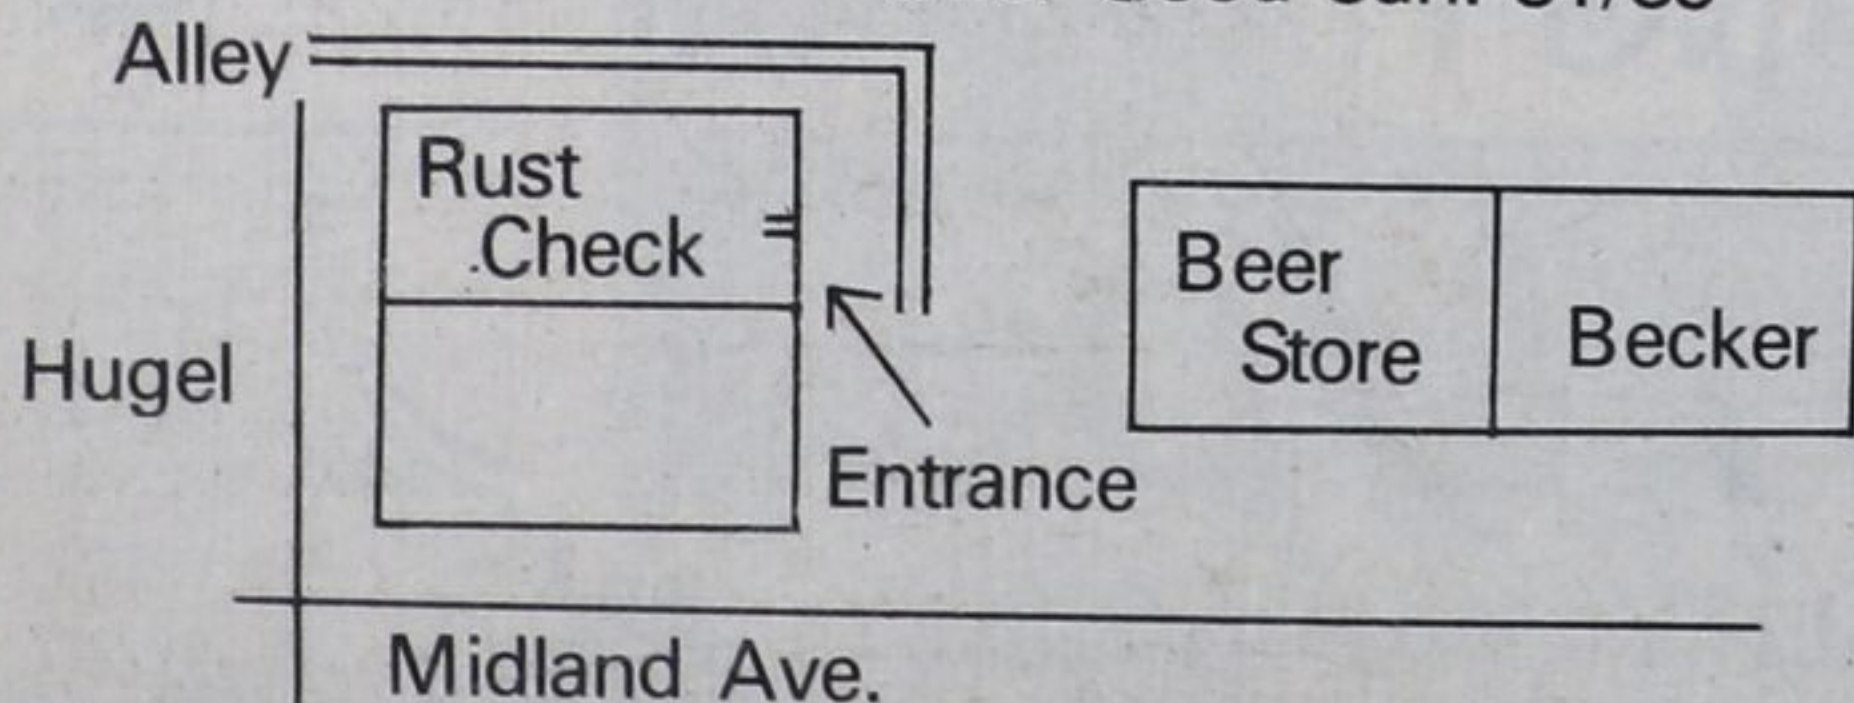 Alley
Rust
Check
Beer
Store
Becker
Hugel
Entrance
Midland Ave.